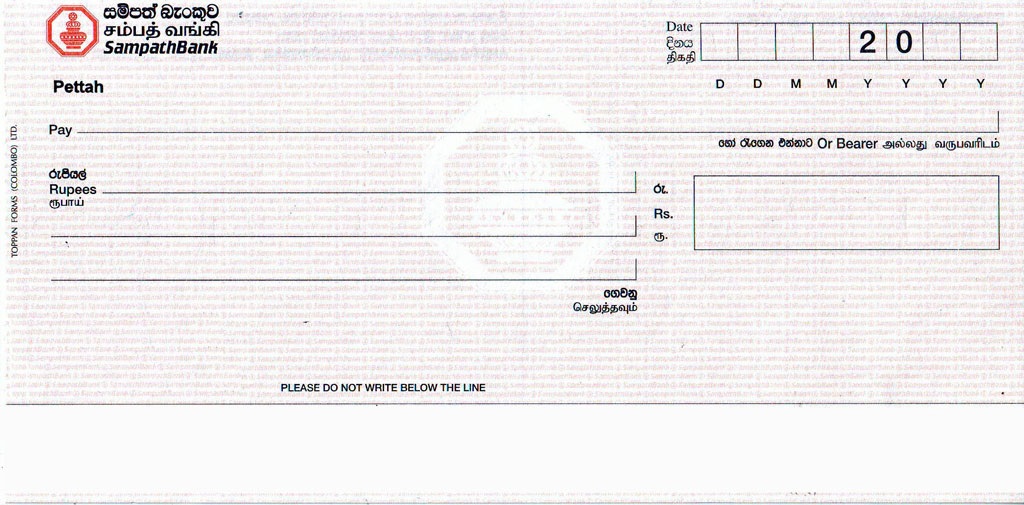 සම්පත් බැංකුව
சம்பத் வங்கி
SampathBank
Pettah
Date
දිනය
திகதி
2 0
D D M M Y Y Y Y
Pay
හෝ රැගෙන එන්නාට Or Bearer அல்லது வருபவரிடம்
රුපියල්
Rupees
ரூபாய்
රු.
Rs.
ரூ.
ගෙවනු
செலுத்தவும்
TOPPAN FORMS (COLOMBO) LTD.
PLEASE DO NOT WRITE BELOW THE LINE